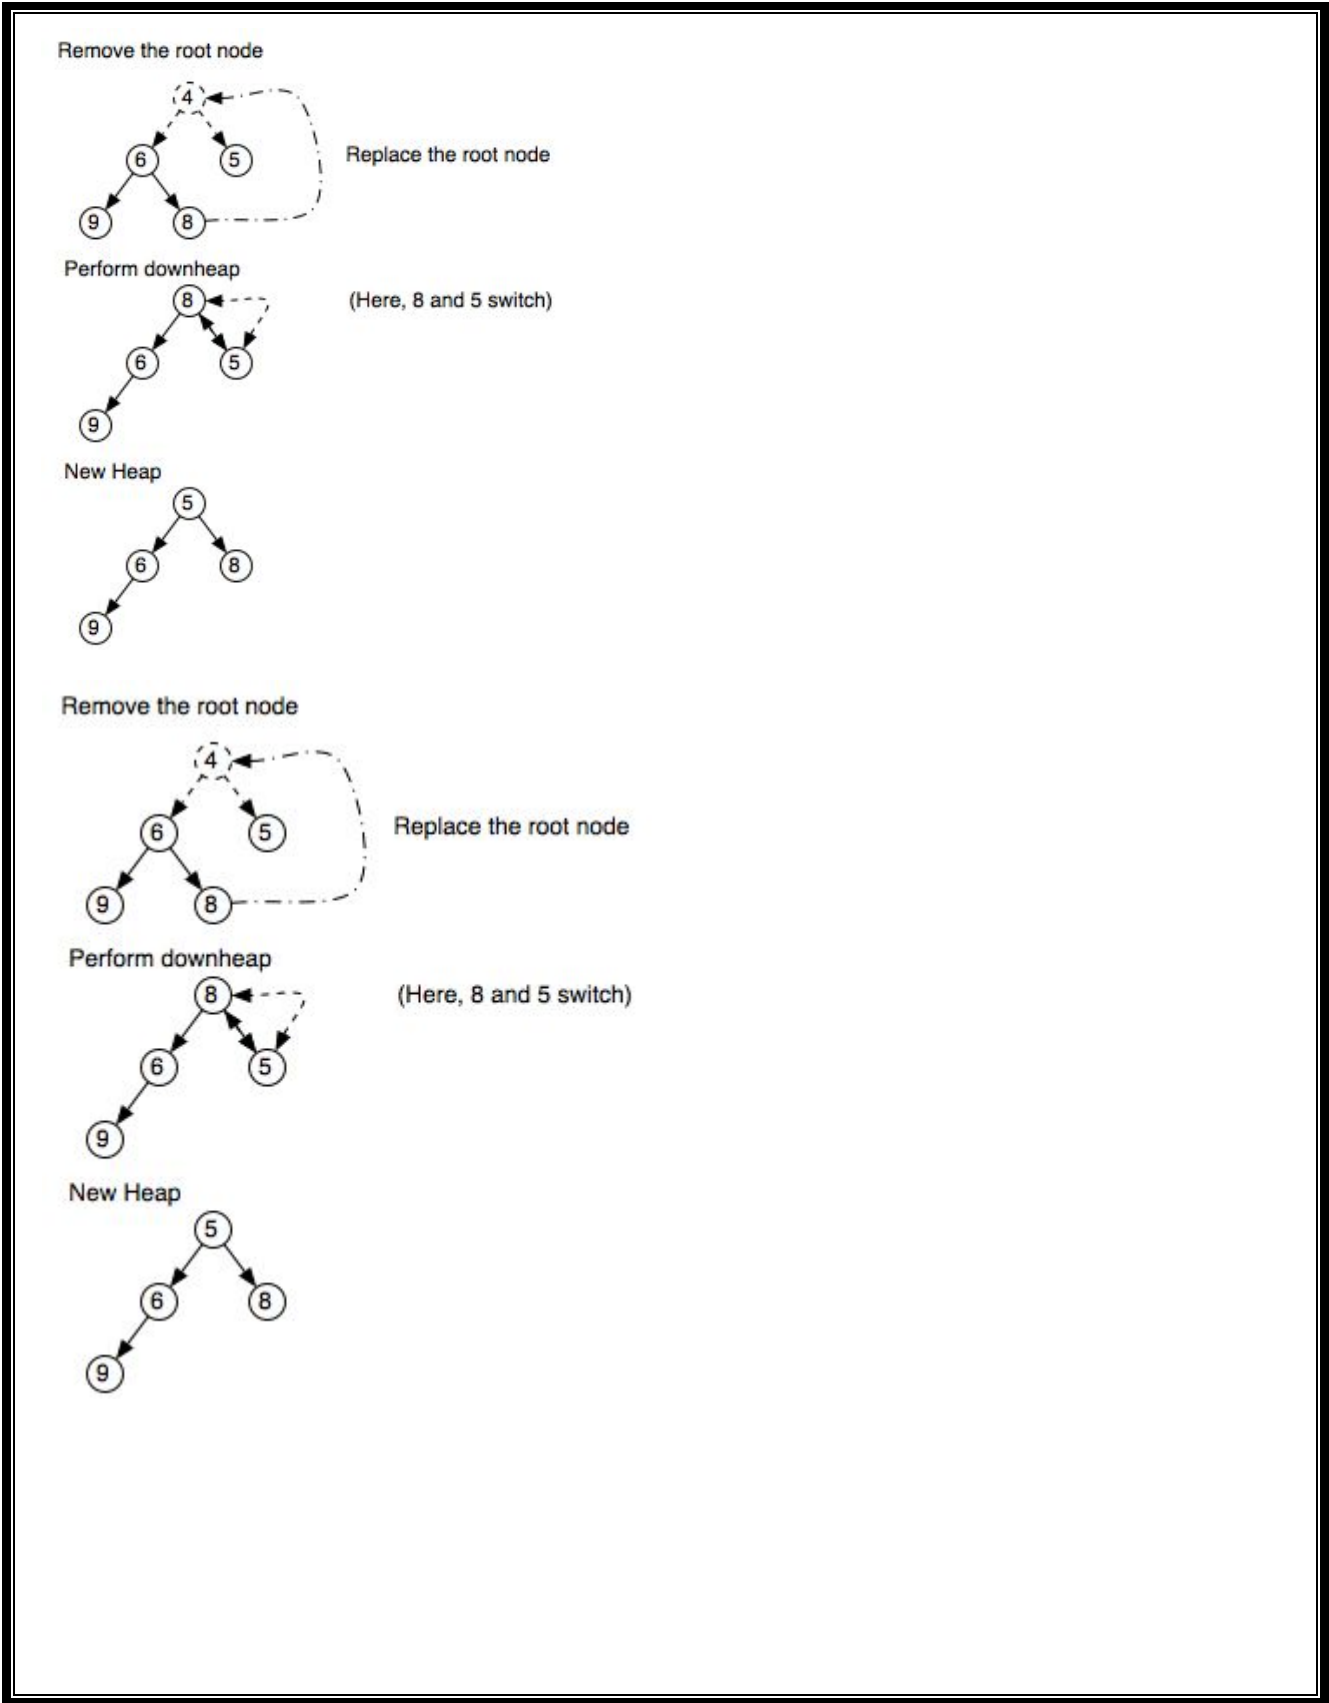 Remove the root node
4
6 5
Replace the root node
9 8
Perform downheap
8
(Here, 8 and 5 switch)
6 5
9
New Heap
5
6 8
9
Remove the root node
4
6 5
Replace the root node
9 8
Perform downheap
8
(Here, 8 and 5 switch)
6 5
9
New Heap
5
6 8
9